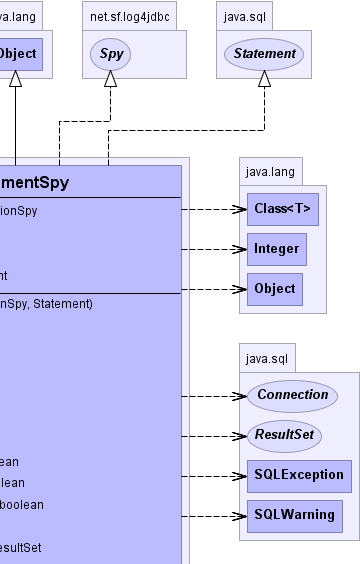 java.lang
net.sf.log4jdbc
java.sql
Object
Spy
Statement
mentSpy
ionSpy
nt
nSpy, Statement)
ean
lean
boolean
esultSet
java.lang
Class<T>
Integer
Object
java.sql
Connection
ResultSet
SQLException
SQLWarning